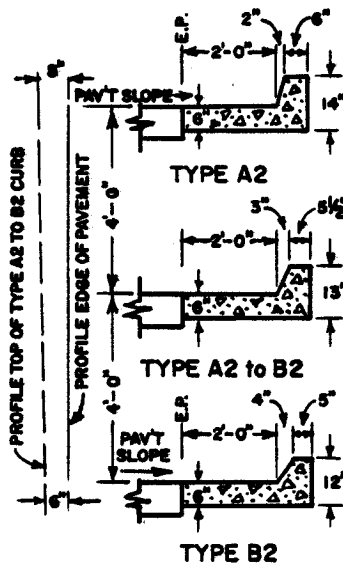 E.P.
2" 6"
8"
2'-0"
PAV'T SLOPE
6"
14"
TYPE A2
PROFILE TOP OF TYPE A2 TO B2 CURB
PROFILE EDGE OF PAVEMENT
4'-0"
3" 5½"
2'-0"
6"
13"
TYPE A2 to B2
4'-0"
E.P.
4" 5"
PAV'T
SLOPE
2'-0"
6"
6"
12"
TYPE B2